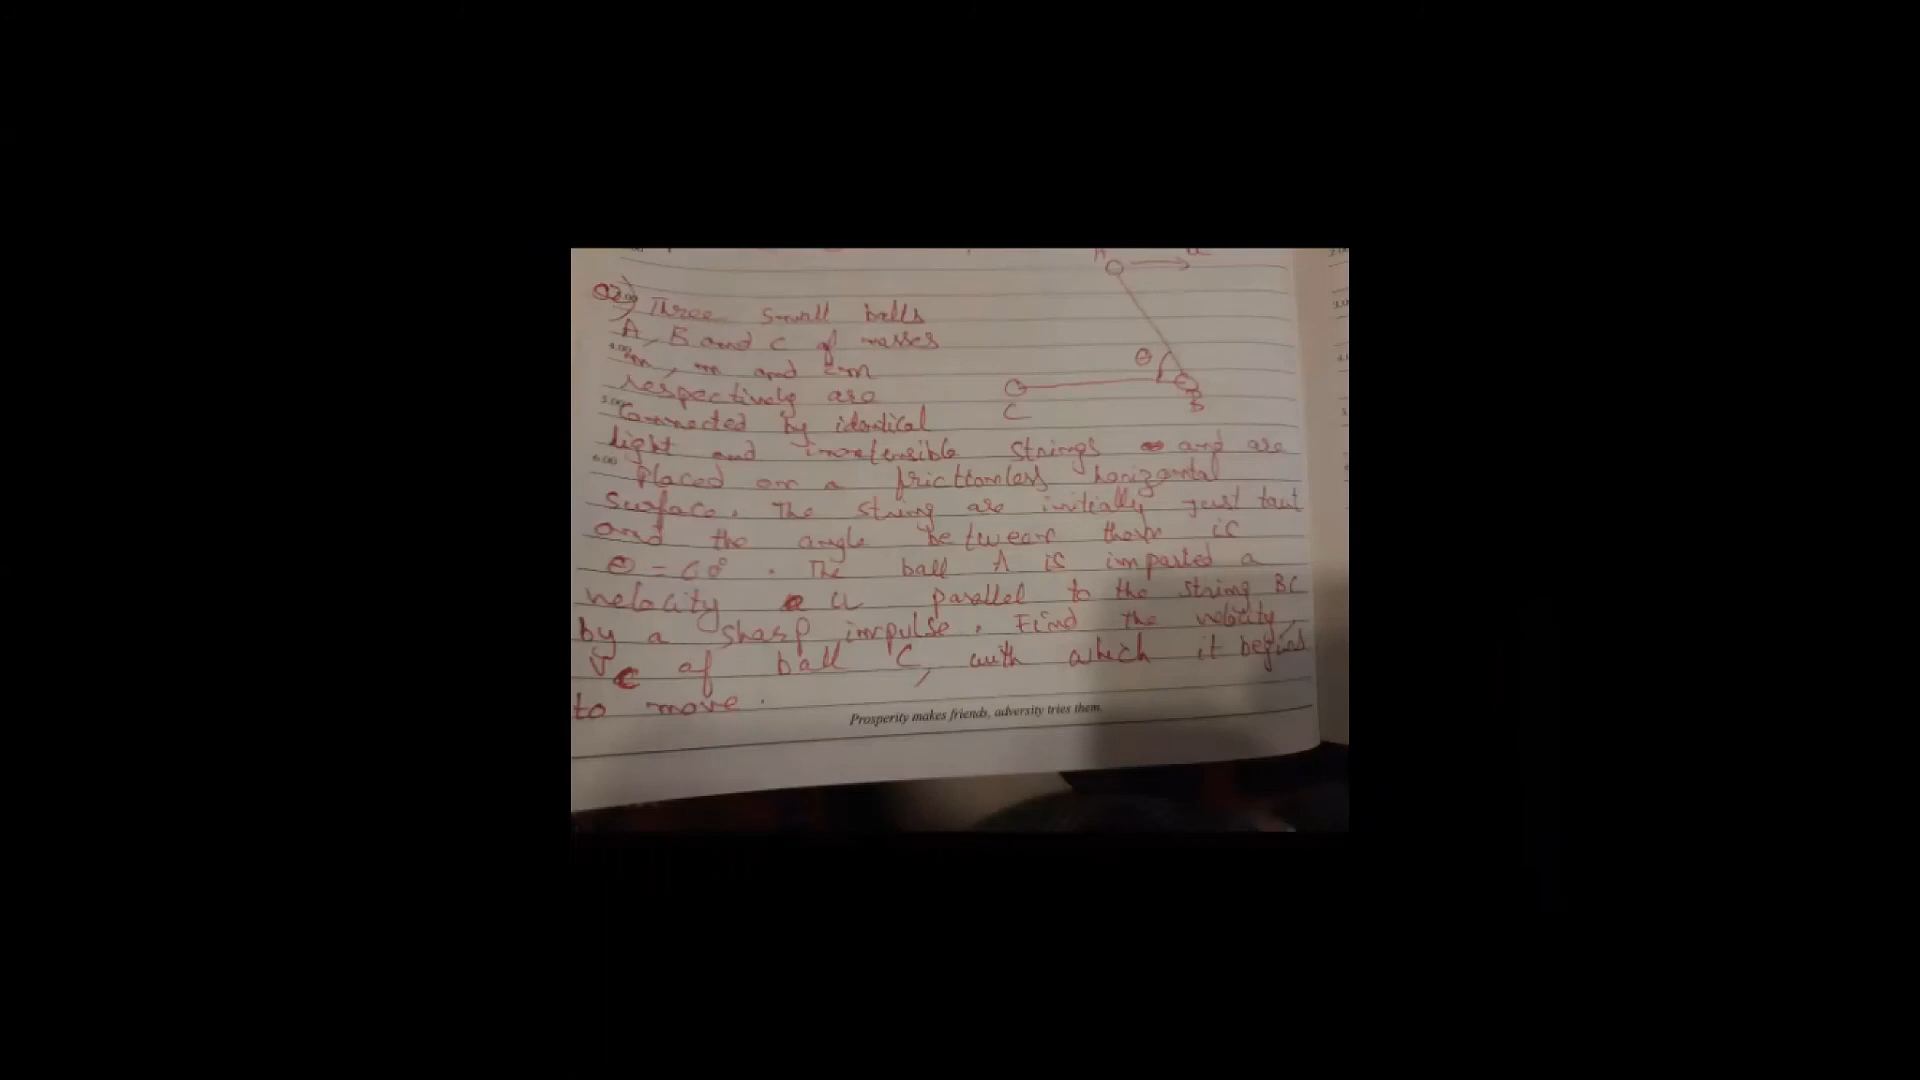 A u
Q2) Three small balls
A, B and C of masses
m, m and 2m
θ
respectively are
C B
connected by identical
light and inextensible strings and are
placed on a frictionless horizontal
surface. The string are initially just taut
and the angle between them is
θ = 60° . The ball A is imparted a
velocity u parallel to the string BC
by a sharp impulse . Find the velocity
Vc of ball C, with which it begins
to move .
Prosperity makes friends, adversity tries them.